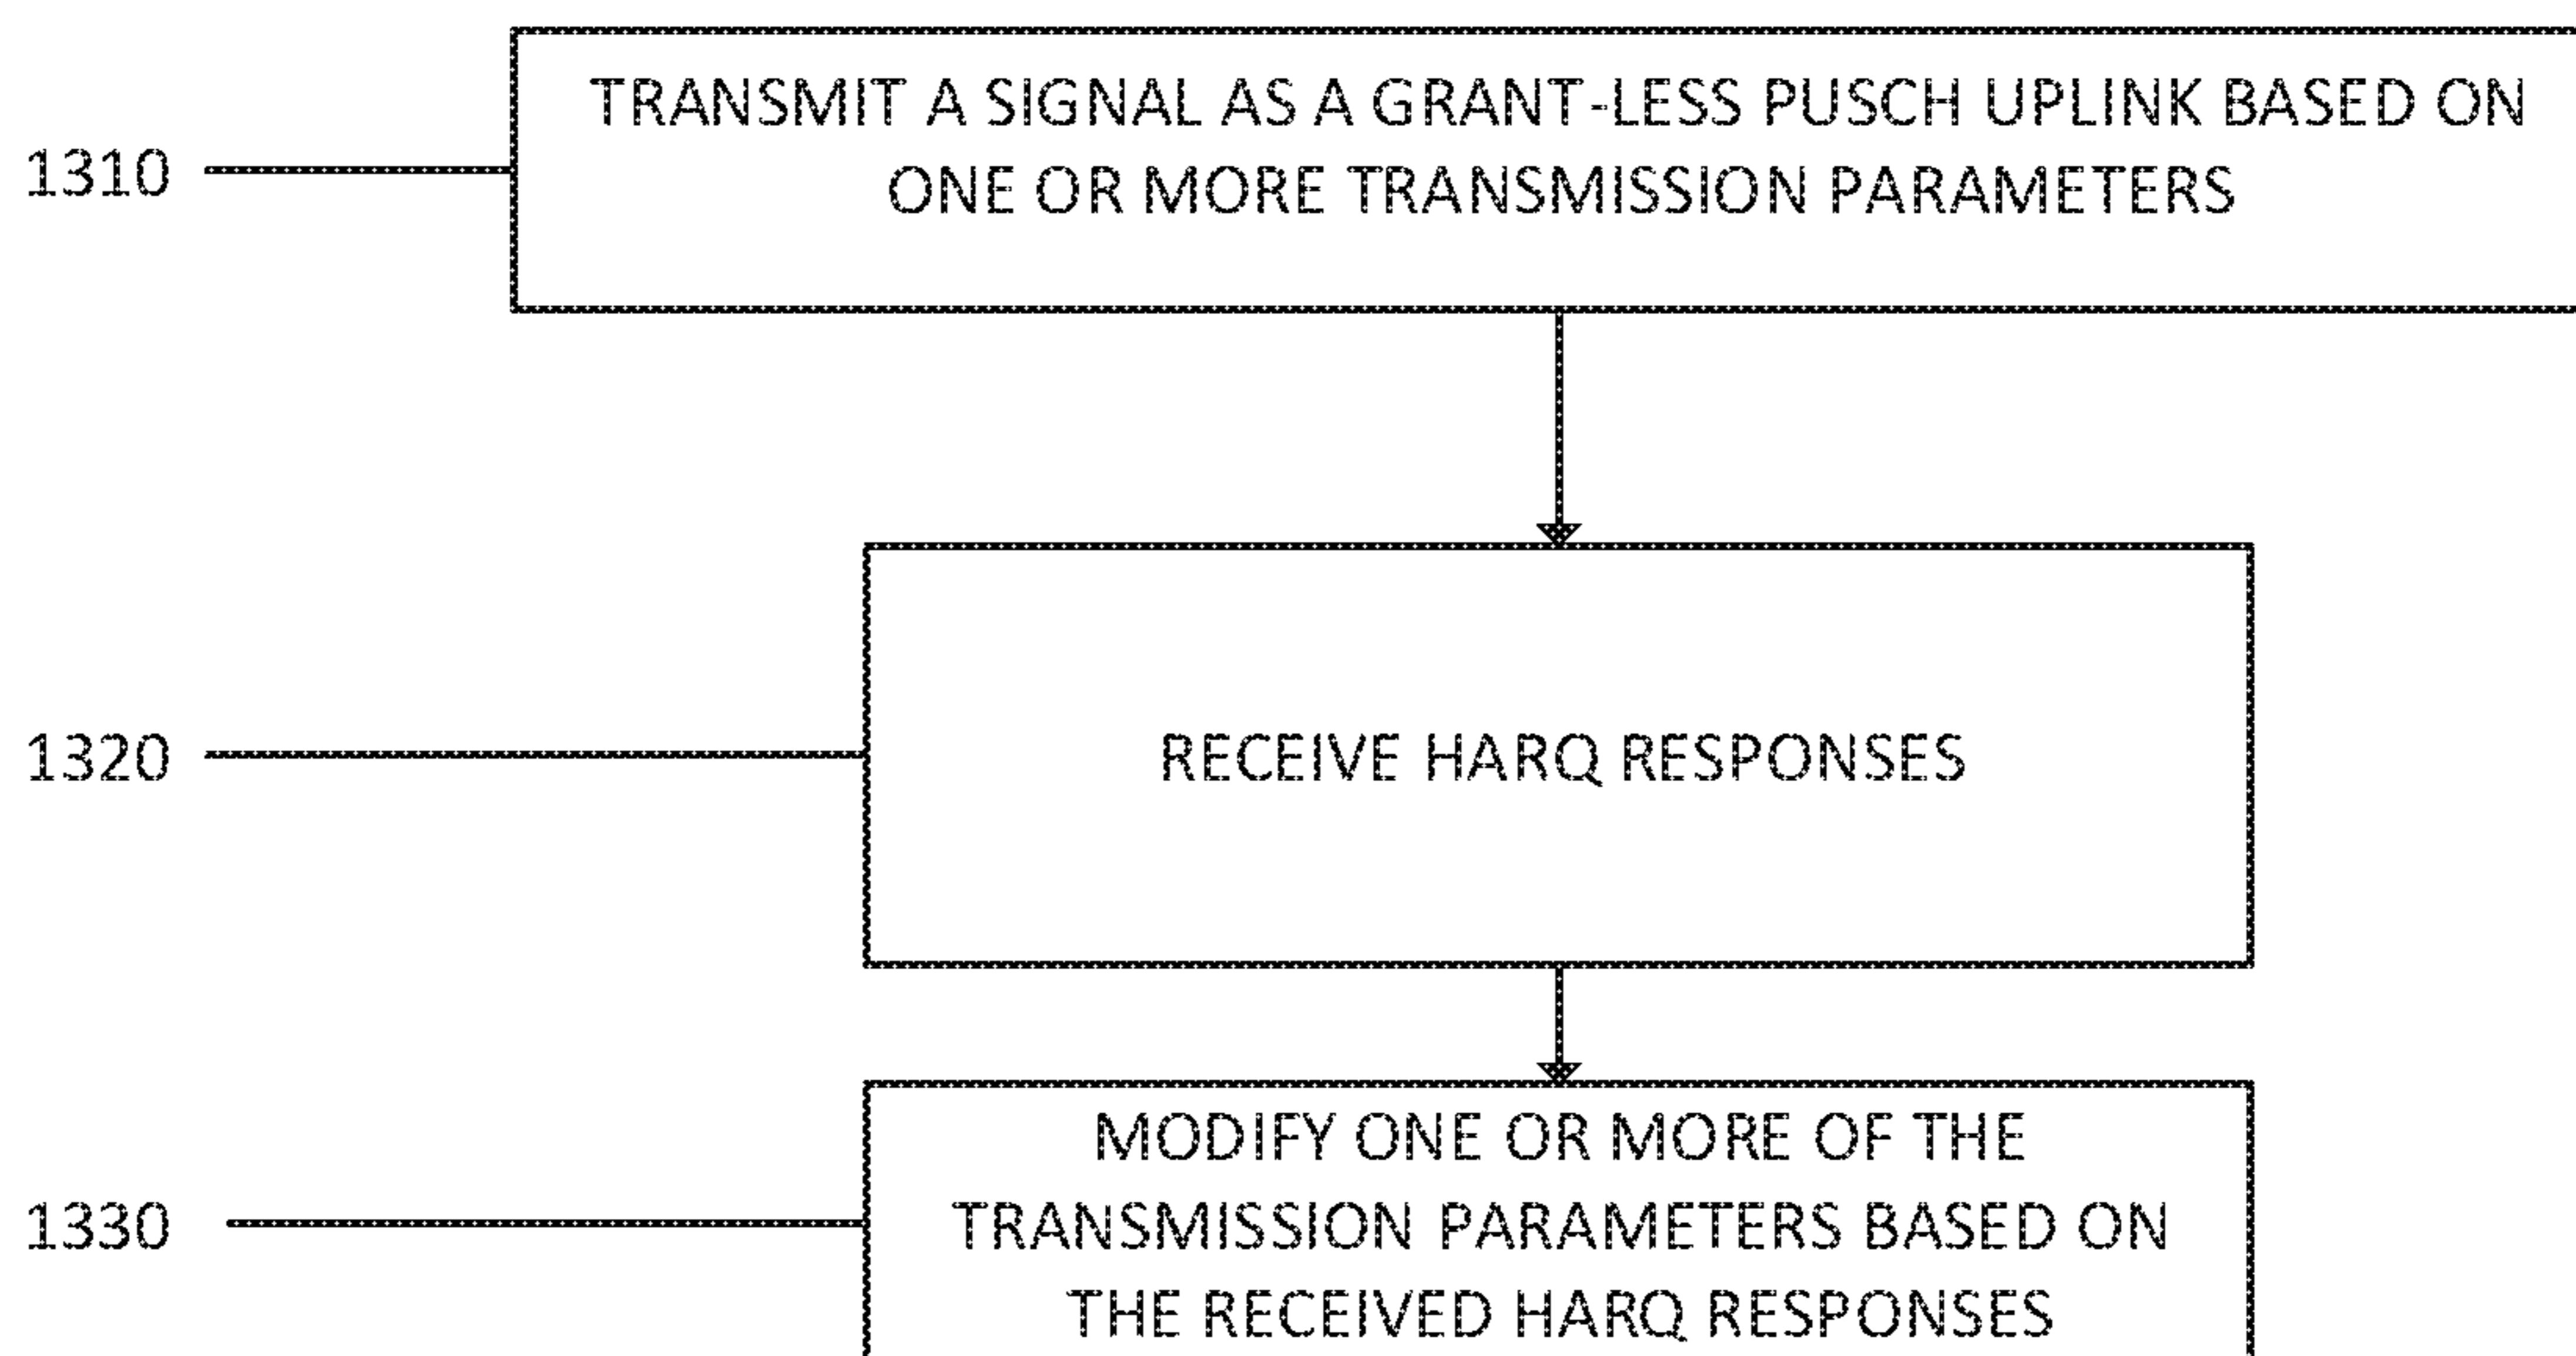 TRANSMIT A SIGNAL AS A GRANT-LESS PUSCH UPLINK BASED ON
ONE OR MORE TRANSMISSION PARAMETERS
1310
RECEIVE HARQ RESPONSES
1320
MODIFY ONE OR MORE OF THE
TRANSMISSION PARAMETERS BASED ON
THE RECEIVED HARQ RESPONSES
1330